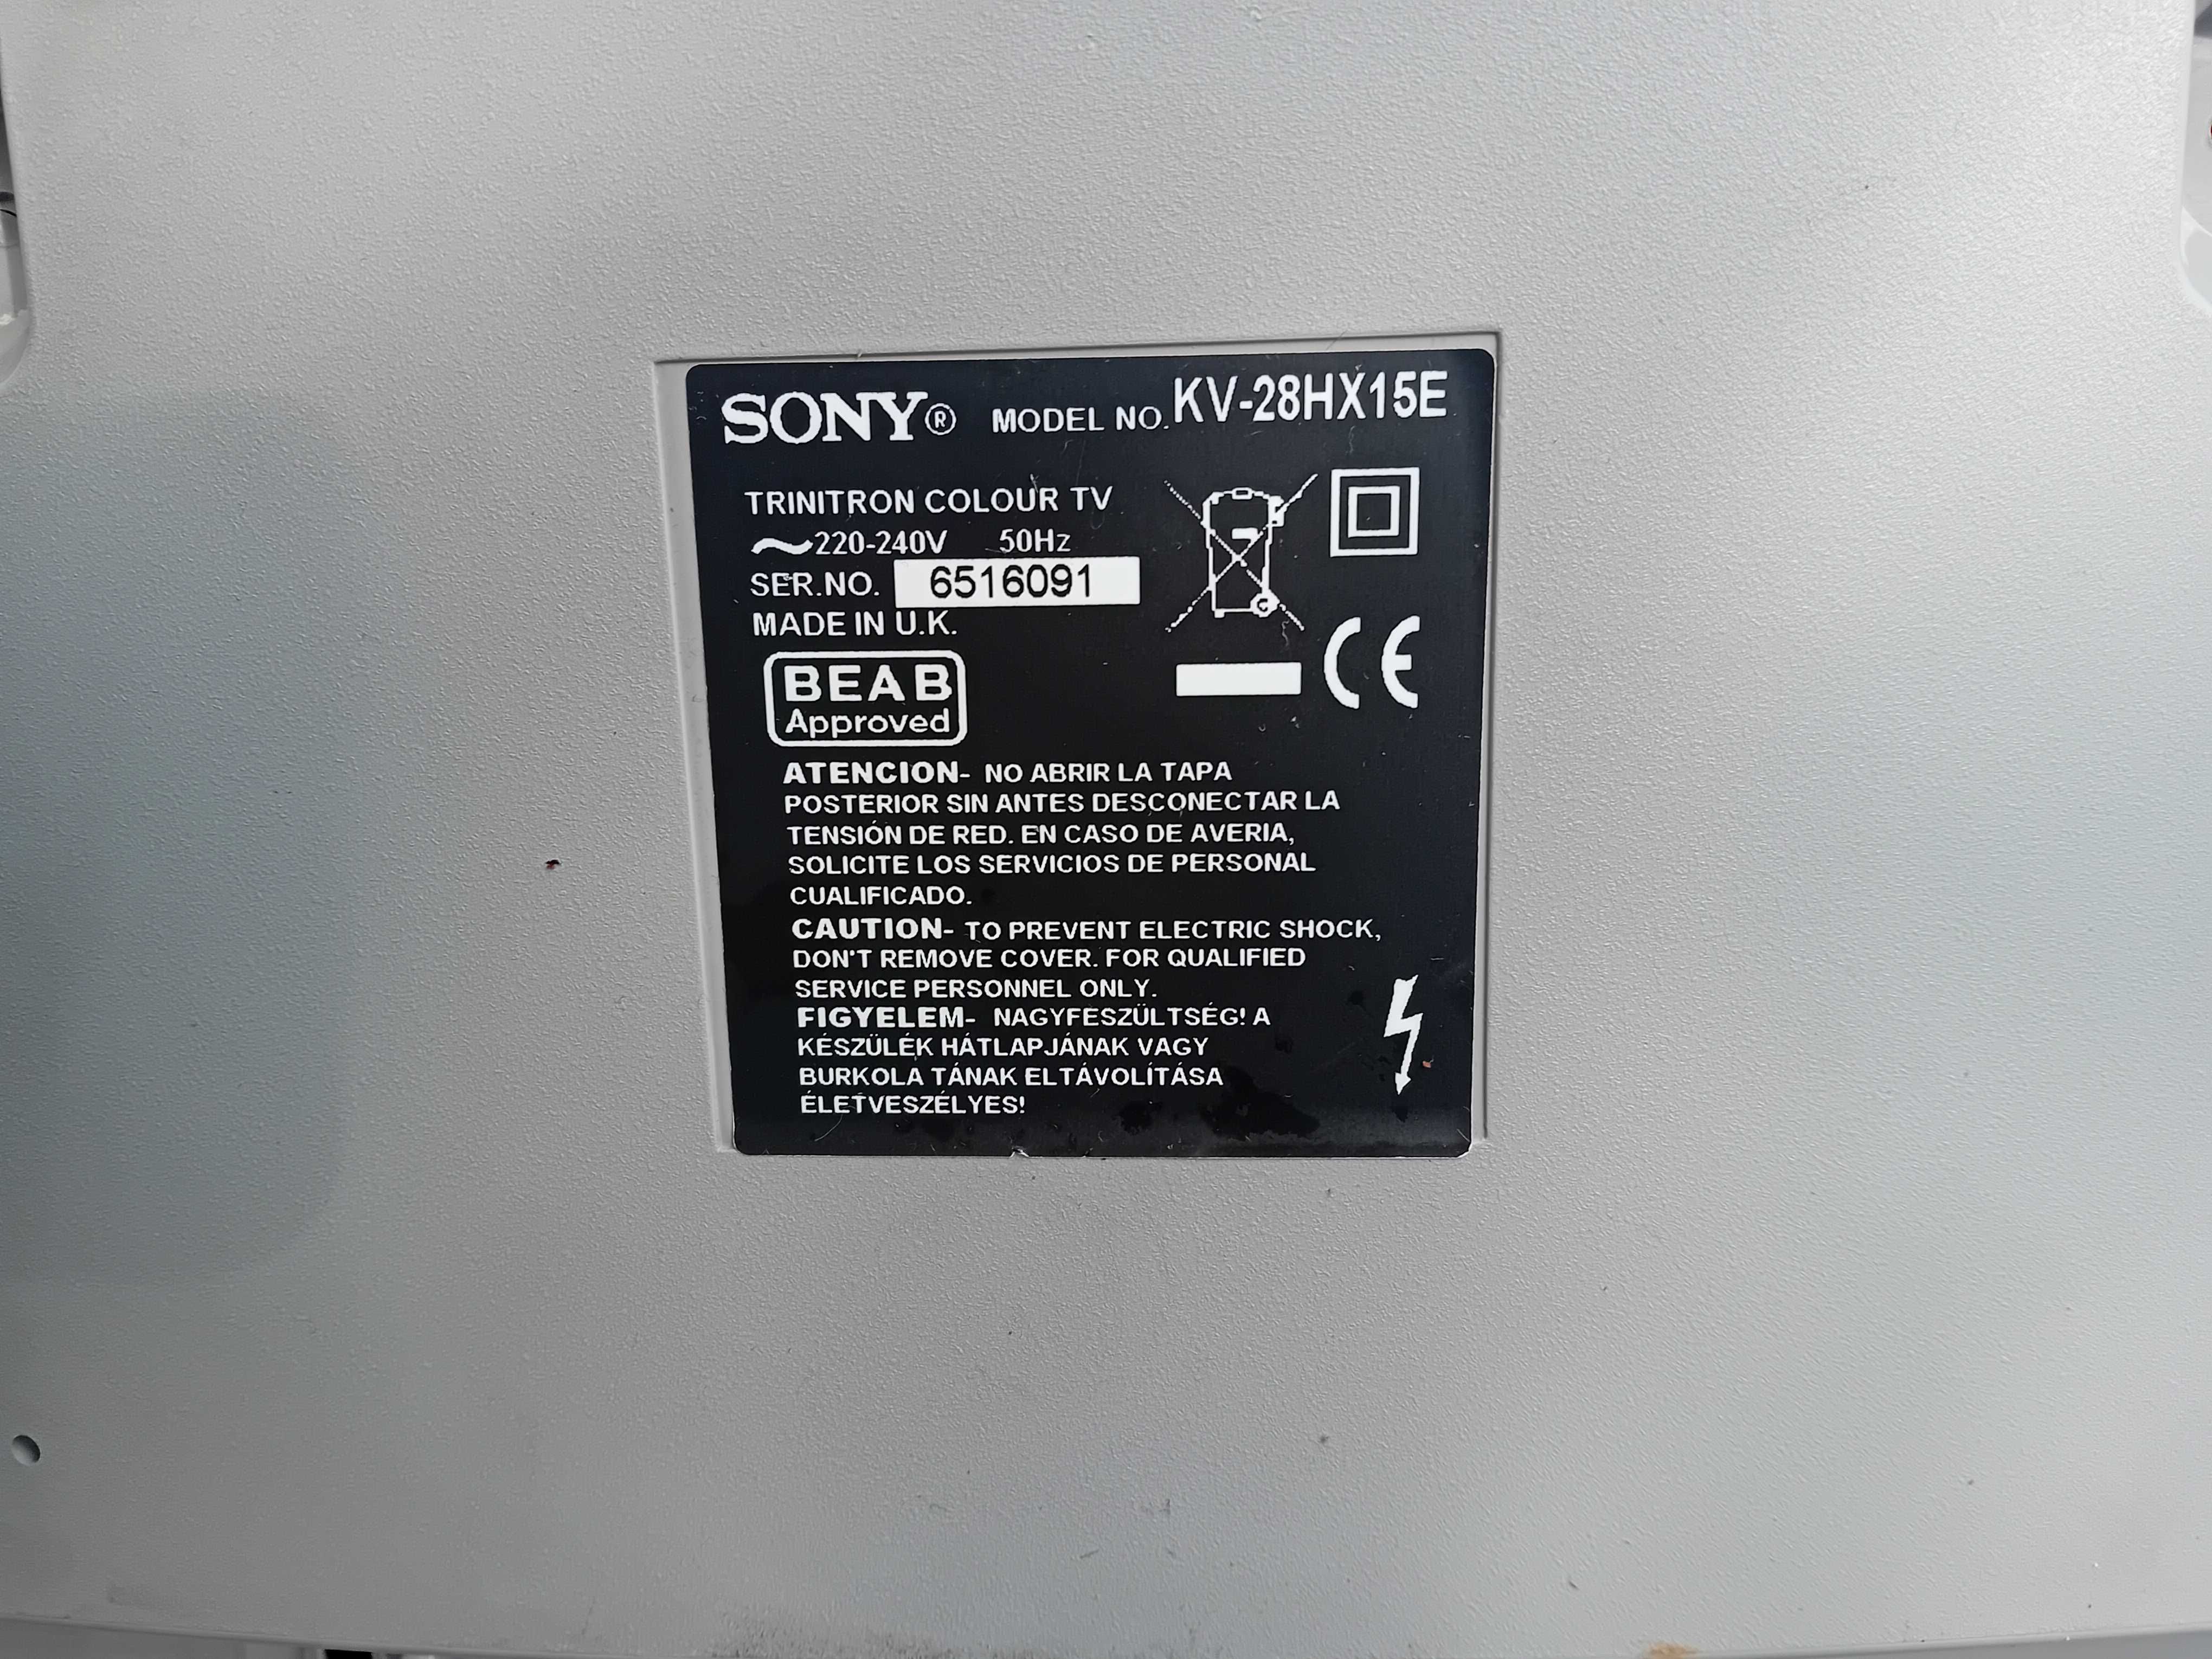 SONY® MODEL NO. KV-28HX15E
TRINITRON COLOUR TV
~220-240V 50Hz
SER.NO. 6516091
MADE IN U.K.
BEAB
Approved
CE
ATENCION- NO ABRIR LA TAPA
POSTERIOR SIN ANTES DESCONECTAR LA
TENSIÓN DE RED. EN CASO DE AVERIA,
SOLICITE LOS SERVICIOS DE PERSONAL
CUALIFICADO.
CAUTION- TO PREVENT ELECTRIC SHOCK,
DON'T REMOVE COVER. FOR QUALIFIED
SERVICE PERSONNEL ONLY.
FIGYELEM- NAGYFESZÜLTSÉG! A
KÉSZÜLÉK HÁTLAPJÁNAK VAGY
BURKOLA TÁNAK ELTÁVOLÍTÁSA
ÉLETVESZÉLYES!